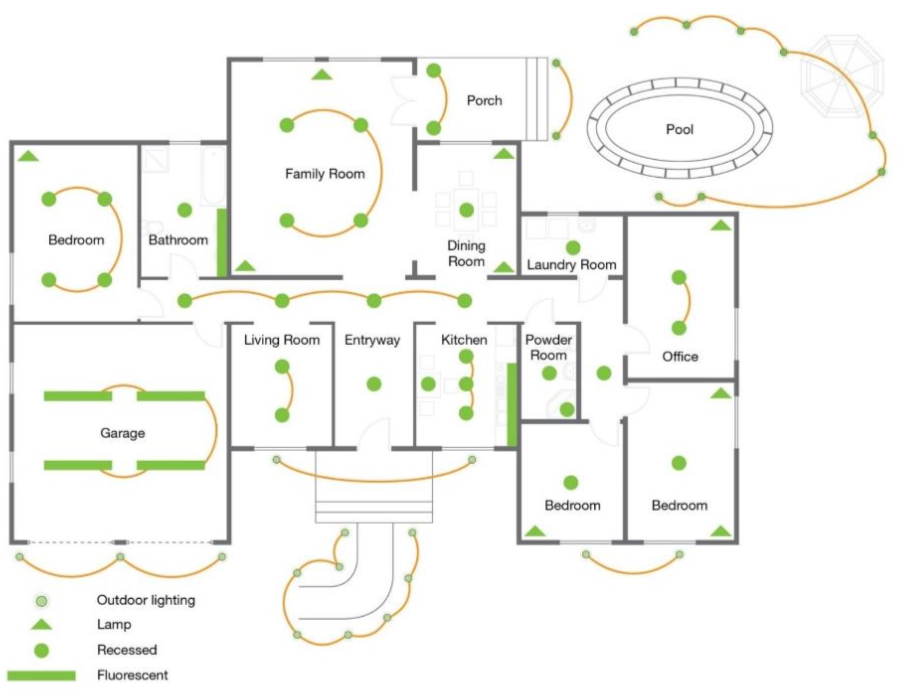 Porch
Pool
Family Room
Bedroom
Bathroom
Dining
Room
Laundry Room
Living Room
Entryway
Kitchen
Powder
Room
Office
Garage
Bedroom
Bedroom
Outdoor lighting
Lamp
Recessed
Fluorescent